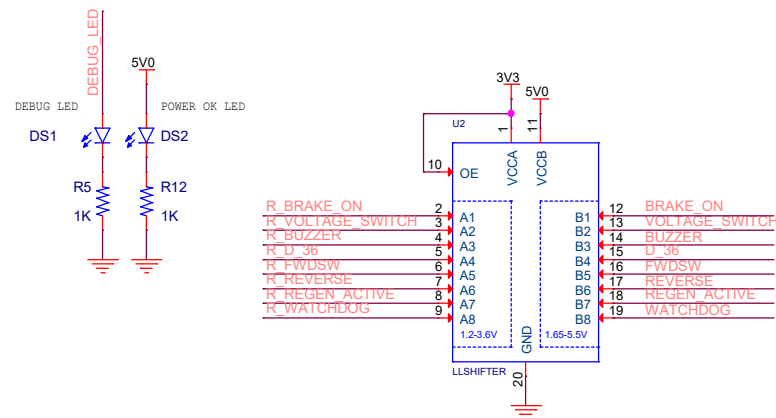 DEBUG_LED
5V0
DEBUG LED
POWER OK LED
DS1
DS2
R5
R12
1K
1K
3V3
5V0
U2
1
11
VCCA
VCCB
10
OE
R_BRAKE_ON 2 A1 B1 12 BRAKE_ON
R_VOLTAGE_SWITCH 3 A2 B2 13 VOLTAGE_SWITCH
R_BUZZER 4 A3 B3 14 BUZZER
R_D_36 5 A4 B4 15 D_36
R_FWDSW 6 A5 B5 16 FWDSW
R_REVERSE 7 A6 B6 17 REVERSE
R_REGEN_ACTIVE 8 A7 B7 18 REGEN_ACTIVE
R_WATCHDOG 9 A8 B8 19 WATCHDOG
1.2-3.6V
1.65-5.5V
GND
LLSHIFTER
20